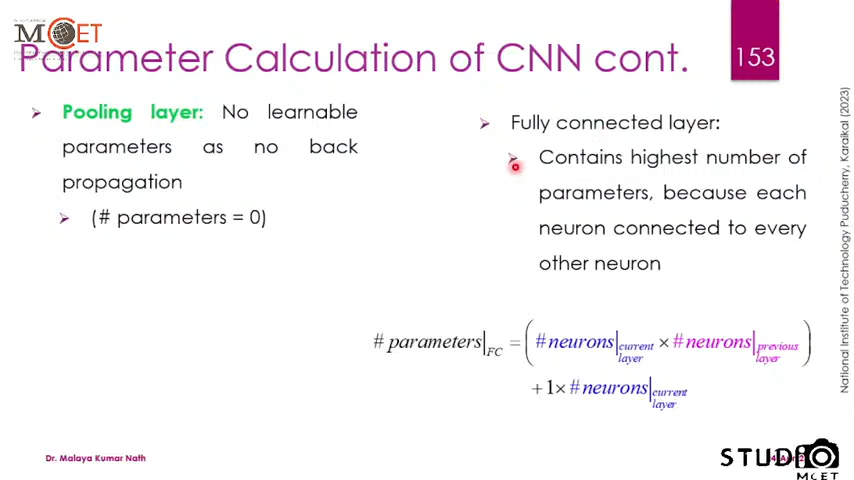 MCET
Parameter Calculation of CNN cont.
153
Pooling layer: No learnable
parameters as no back
propagation
(# parameters = 0)
Fully connected layer:
Contains highest number of
parameters, because each
neuron connected to every
other neuron
# parameters|FC = (# neurons|current layer × # neurons|previous layer)
+1× # neurons|current layer
National Institute of Technology Puducherry, Karaikal (2023)
Dr. Malaya Kumar Nath
STUDIO
MCET